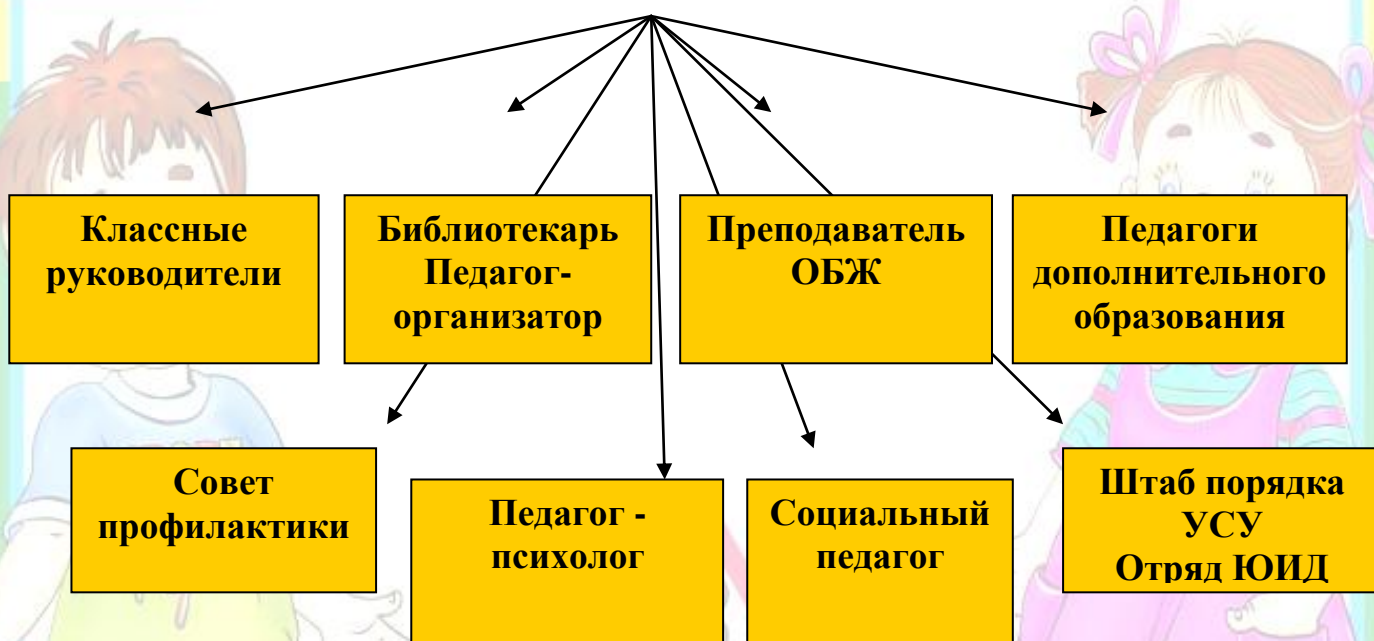 Классные
руководители
Библиотекарь
Педагог-
организатор
Преподаватель
ОБЖ
Педагоги
дополнительного
образования
Совет
профилактики
Педагог -
психолог
Социальный
педагог
Штаб порядка
УСУ
Отряд ЮИД